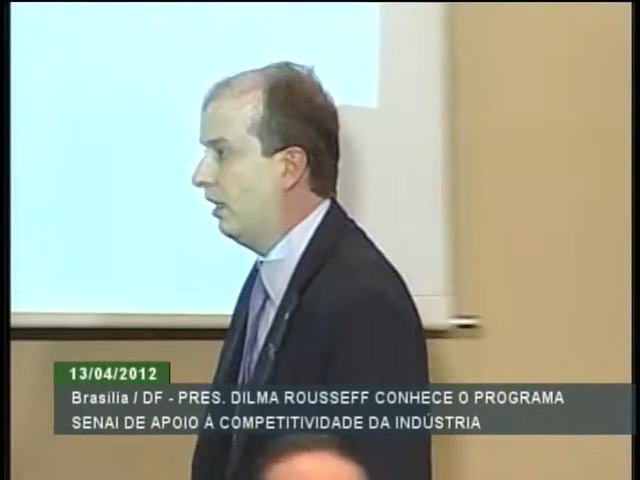 13/04/2012
Brasília / DF - PRES. DILMA ROUSSEFF CONHECE O PROGRAMA
SENAI DE APOIO À COMPETITIVIDADE DA INDÚSTRIA